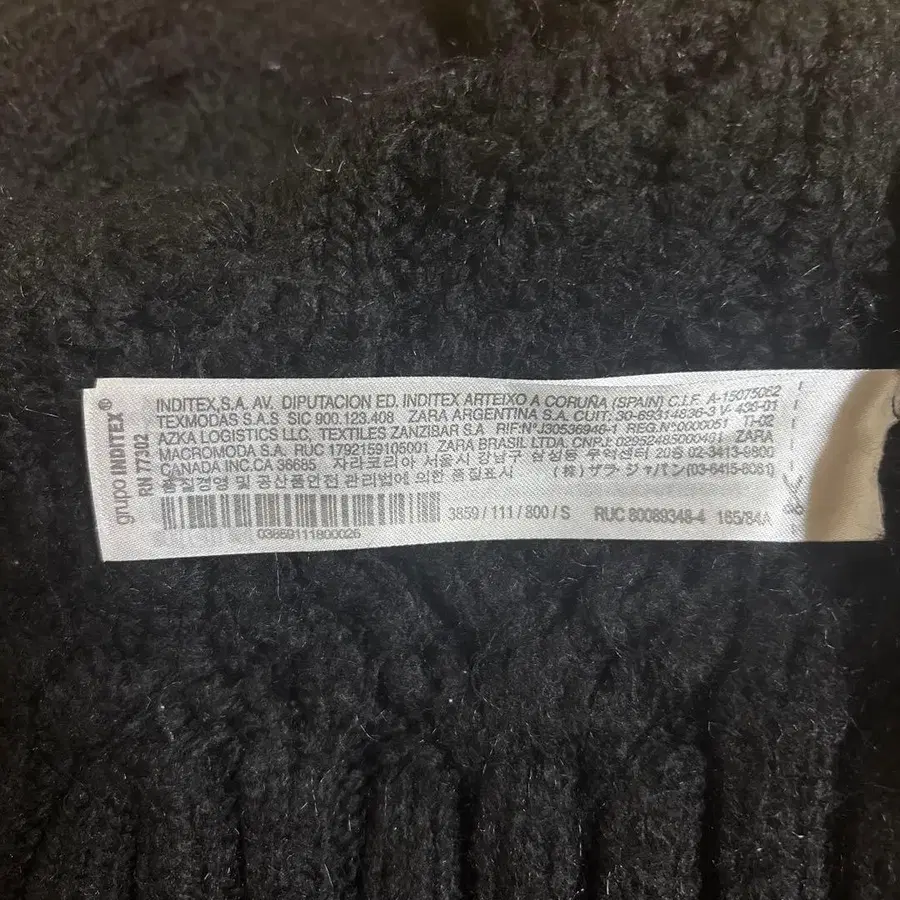 grupo INDITEX®
RN 77302
INDITEX,S.A. AV. DIPUTACION ED. INDITEX ARTEIXO A CORUÑA (SPAIN) C.I.F. A-15075062
TEXMODAS S.A.S SIC 900.123.408 ZARA ARGENTINA S.A. CUIT: 30-69314836-3 V-436-01
AZKA LOGISTICS LLC, TEXTILES ZANZIBAR S.A RIF:Nº:J30536946-1 REG.Nº:0000051 TI-02
MACROMODA S.A. RUC 1792159105001 ZARA BRASIL LTDA. CNPJ: 02952485000401 ZARA
CANADA INC.CA 36685 자라코리아 서울시 강남구 삼성동 무역센터 20층 02-3413-9800
품질경영 및 공산품안전 관리법에 의한 품질표시 (株) ザラ ジャパン (03-6415-8061)
3859 / 111 / 800 / S RUC 80089348-4 165/84A
03859111800026